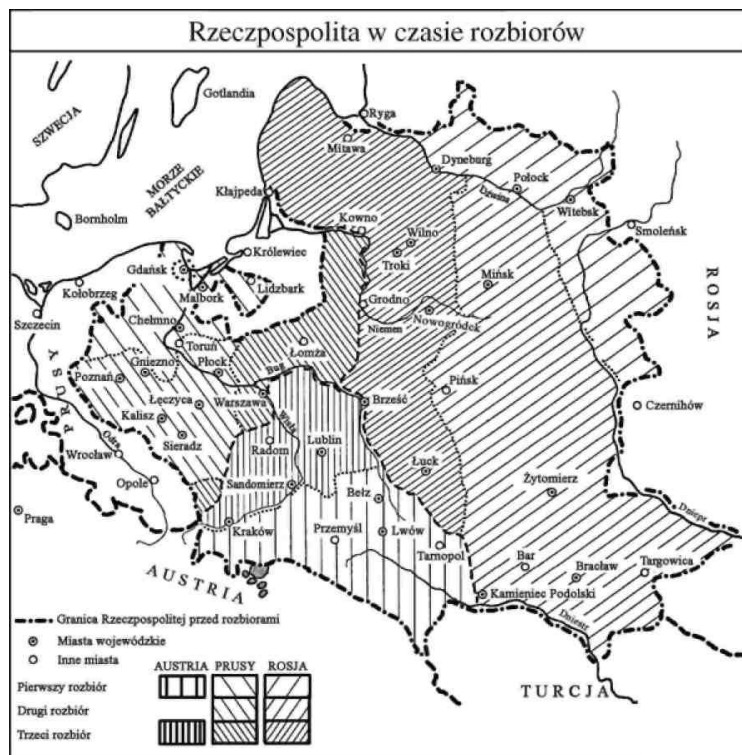 Rzeczpospolita w czasie rozbiorów
Gotlandia
SZWECJA
Ryga
Mitawa
MORZE
BAŁTYCKIE
Dyneburg
Połock
Dźwina
Kłajpeda
Witebsk
Bornholm
Kowno
Wilno
Smoleńsk
Królewiec
Troki
Gdańsk
Mińsk
Kołobrzeg
Malbork
Lidzbark
ROSJA
Szczecin
Grodno
Chełmno
Nowogródek
Niemen
Toruń
Łomża
PRUSY
Gniezno
Płock
Bug
Poznań
Pińsk
Łęczyca
Warszawa
Brześć
Czernihów
Kalisz
Wisła
Odra
Sieradz
Radom
Lublin
Wrocław
Łuck
Opole
Sandomierz
Bełz
Żytomierz
Praga
Dniepr
Kraków
Przemyśl
Lwów
Tarnopol
Bar
Targowica
AUSTRIA
Bracław
Kamieniec Podolski
Dniestr
Granica Rzeczpospolitej przed rozbiorami
Miasta wojewódzkie
Inne miasta
AUSTRIA PRUSY ROSJA
Pierwszy rozbiór
Drugi rozbiór
TURCJA
Trzeci rozbiór